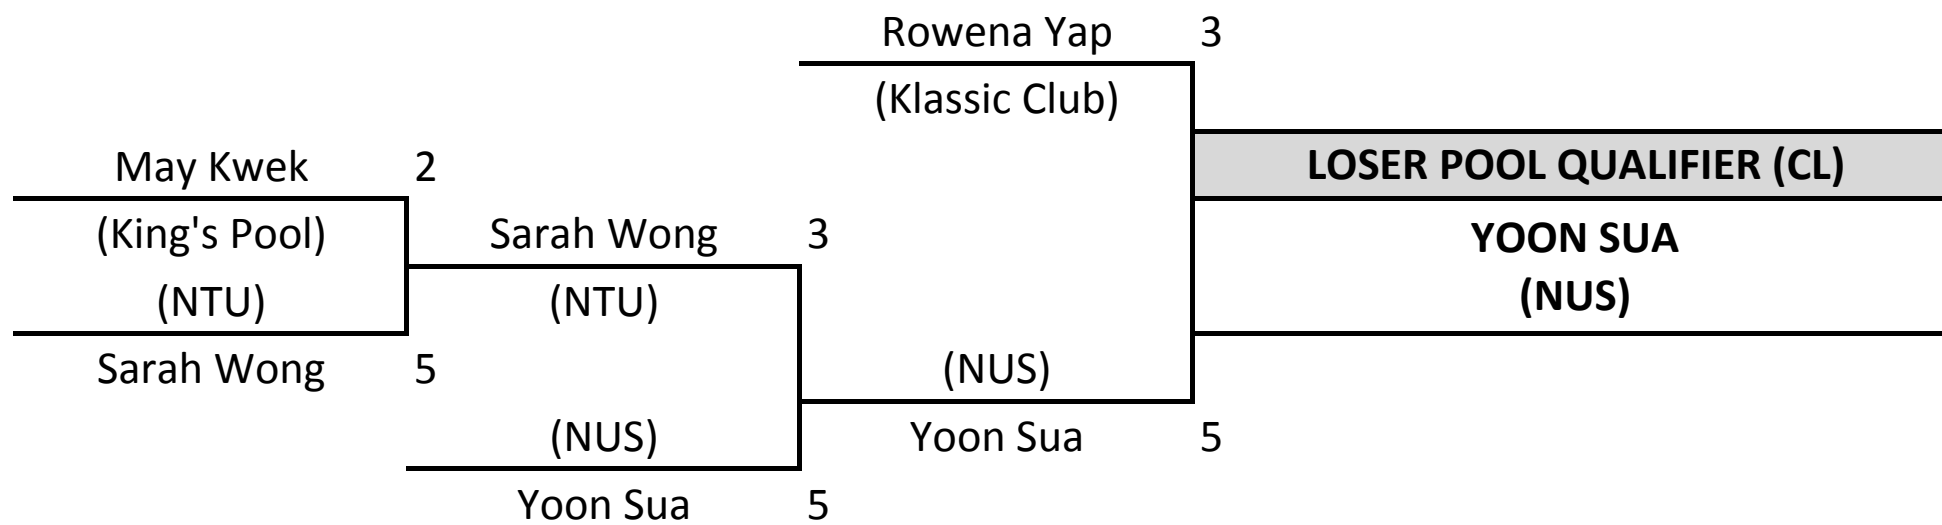 Rowena Yap 3
(Klassic Club)
LOSER POOL QUALIFIER (CL)
May Kwek 2
(King's Pool)
Sarah Wong 3
YOON SUA
(NTU)
(NTU)
(NUS)
Sarah Wong 5
(NUS)
(NUS)
Yoon Sua 5
Yoon Sua 5